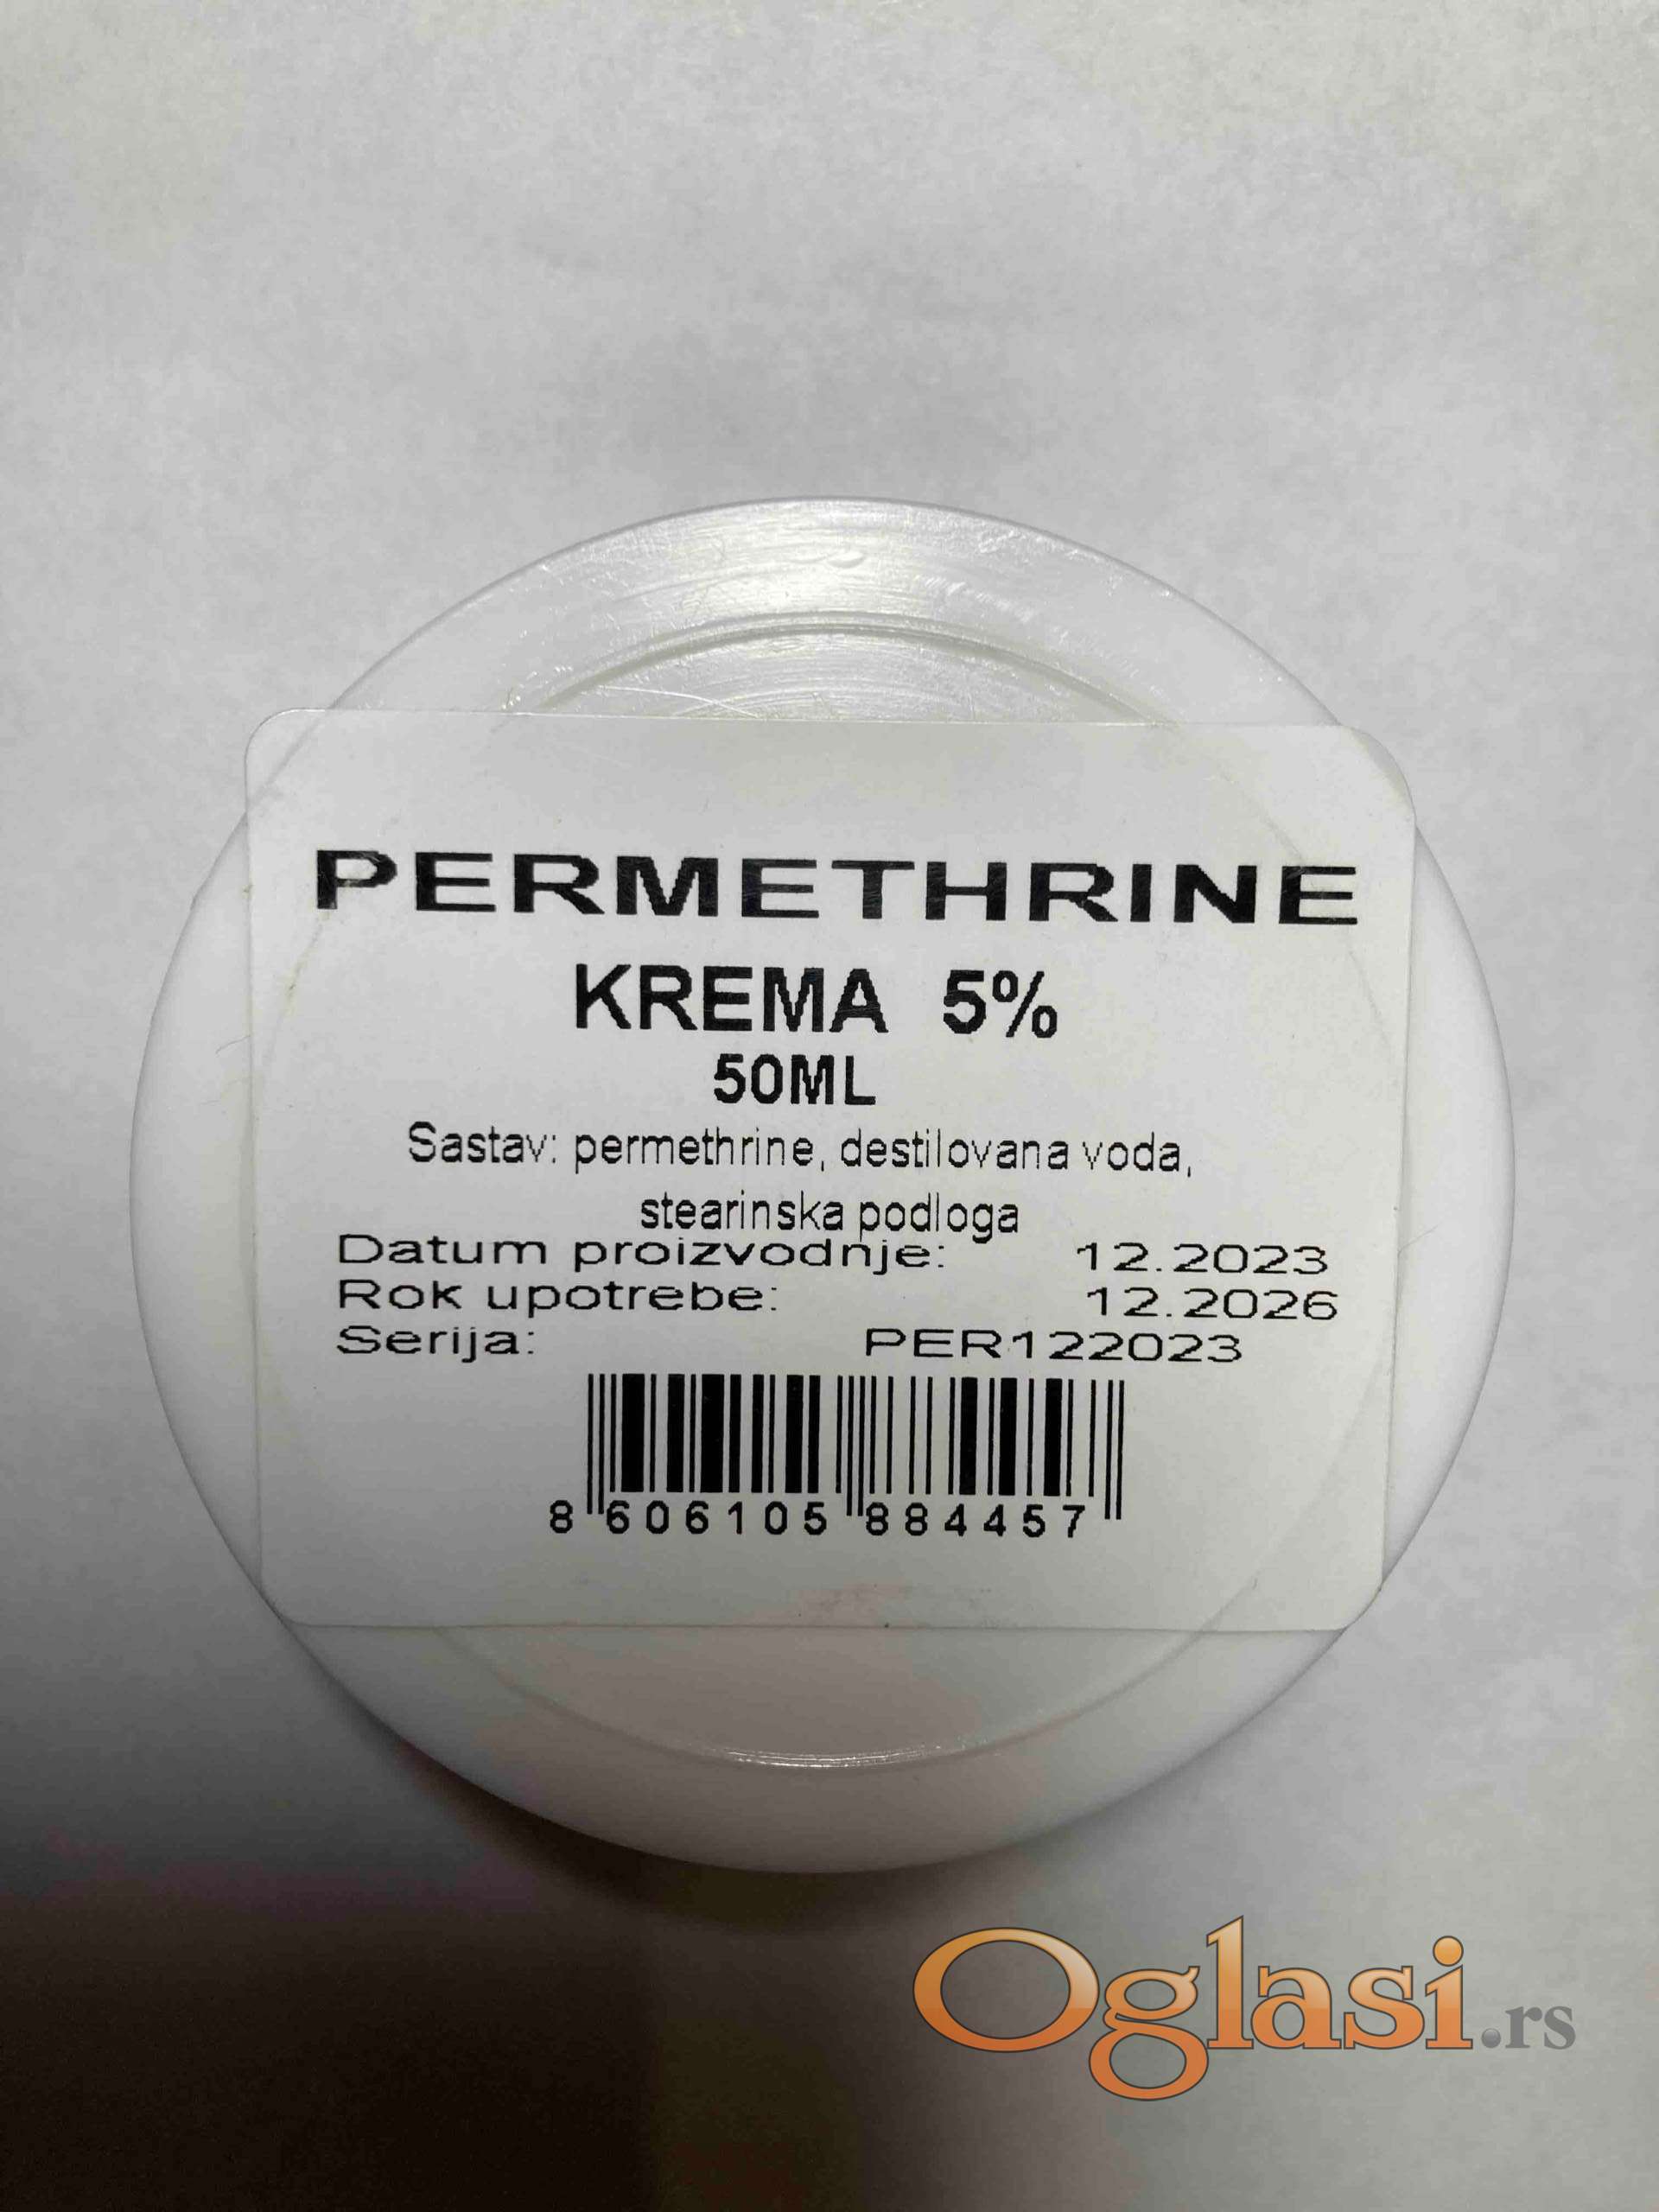 PERMETHRINE
KREMA 5%
50ML
Sastav: permethrine, destilovana voda,
stearinska podloga
Datum proizvodnje: 12.2023
Rok upotrebe: 12.2026
Serija: PER122023
8 606105 884457
Oglasi.rs